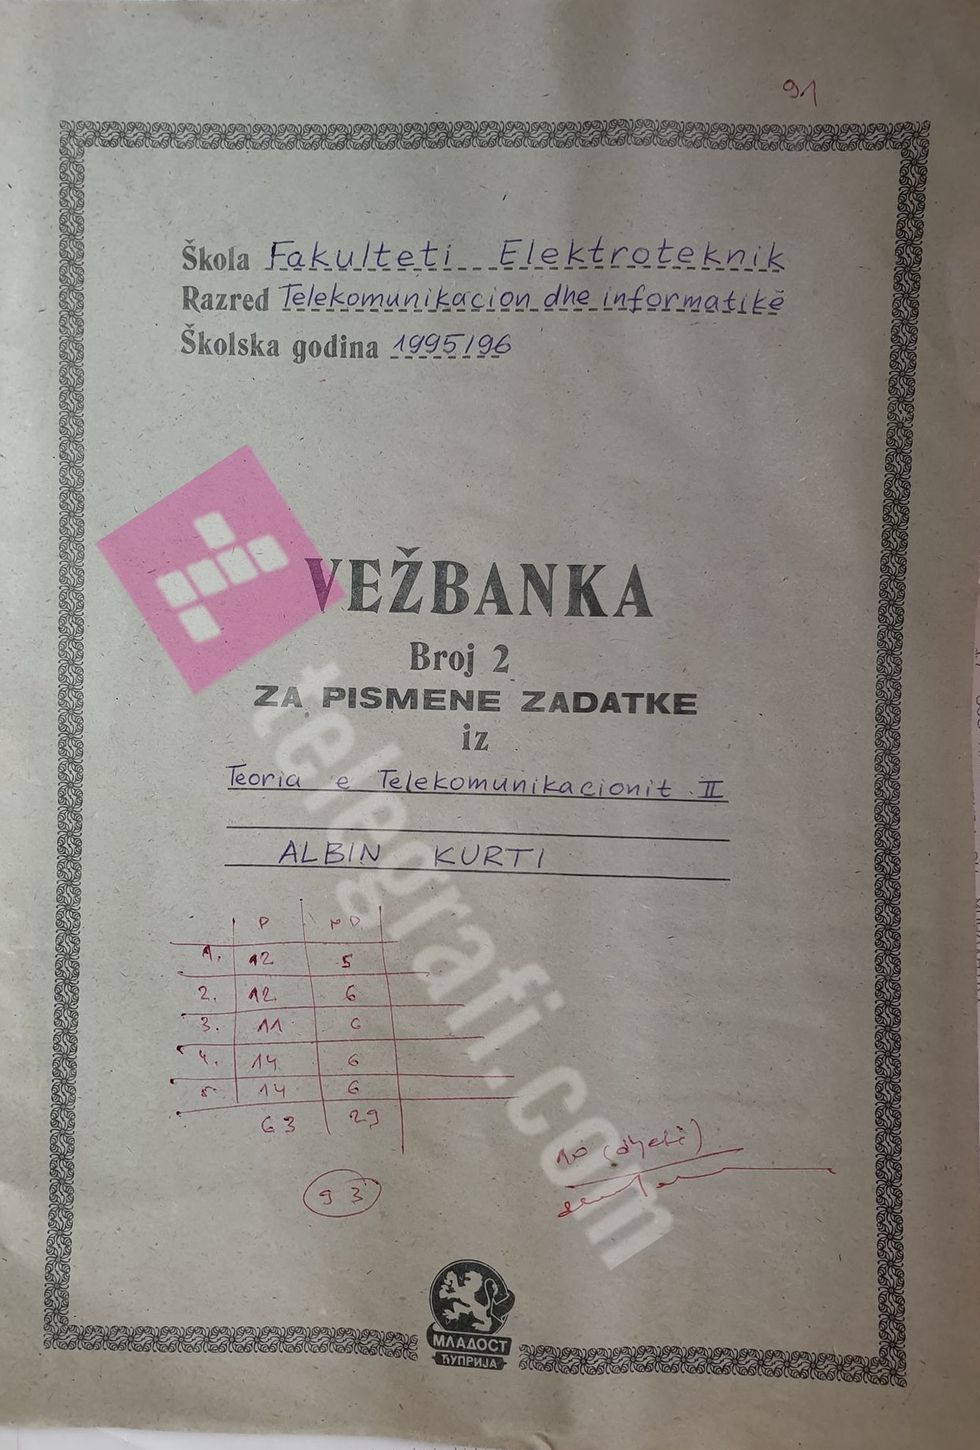 91
Škola Fakulteti Elektroteknik
Razred Telekomunikacion dhe informatikë
Školska godina 1995/96
VEŽBANKA
Broj 2
ZA PISMENE ZADATKE
iz
Teoria e Telekomunikacionit II
ALBIN KURTI
P
1. 12 5
2. 12 6
3. 11 6
4. 14 6
5 14 6
63 29
93
10 (dhjetë)
МЛАДОСТ
ЋУПРИЈА
telegrafi.com